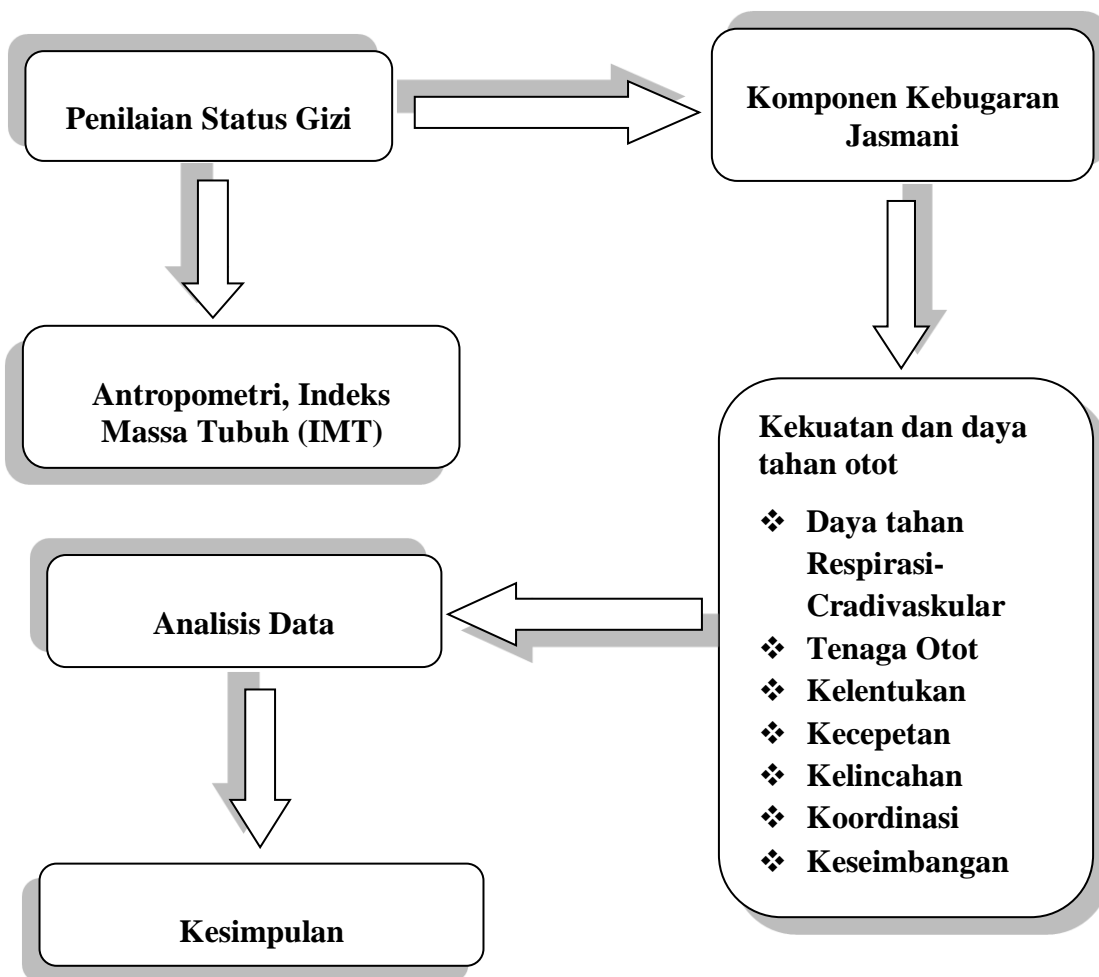 Penilaian Status Gizi
Komponen Kebugaran
Jasmani
Antropometri, Indeks
Massa Tubuh (IMT)
Kekuatan dan daya
tahan otot
❖ Daya tahan
Respirasi-
Cradivaskular
❖ Tenaga Otot
❖ Kelentukan
❖ Kecepetan
❖ Kelincahan
❖ Koordinasi
❖ Keseimbangan
Analisis Data
Kesimpulan